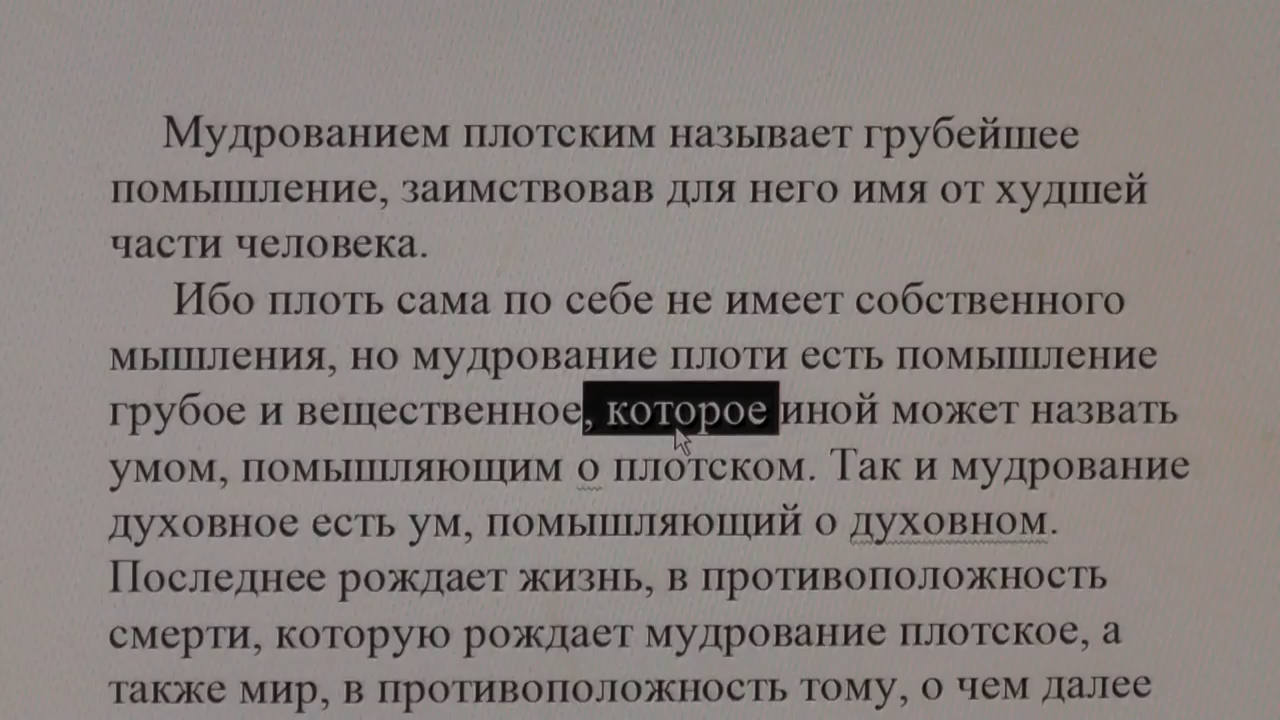 Мудрованием плотским называет грубейшее
помышление, заимствовав для него имя от худшей
части человека.
Ибо плоть сама по себе не имеет собственного
мышления, но мудрование плоти есть помышление
грубое и вещественное, которое иной может назвать
умом, помышляющим о плотском. Так и мудрование
духовное есть ум, помышляющий о духовном.
Последнее рождает жизнь, в противоположность
смерти, которую рождает мудрование плотское, а
также мир, в противоположность тому, о чем далее